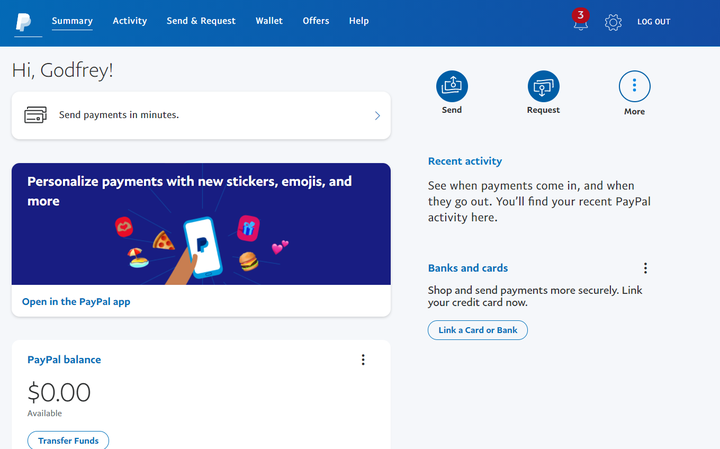 Summary
Activity
Send & Request
Wallet
Offers
Help
3
LOG OUT
Hi, Godfrey!
Send payments in minutes.
Personalize payments with new stickers, emojis, and
more
Open in the PayPal app
PayPal balance
$0.00
Available
Transfer Funds
Send
Request
More
Recent activity
See when payments come in, and when
they go out. You’ll find your recent PayPal
activity here.
Banks and cards
Shop and send payments more securely. Link
your credit card now.
Link a Card or Bank